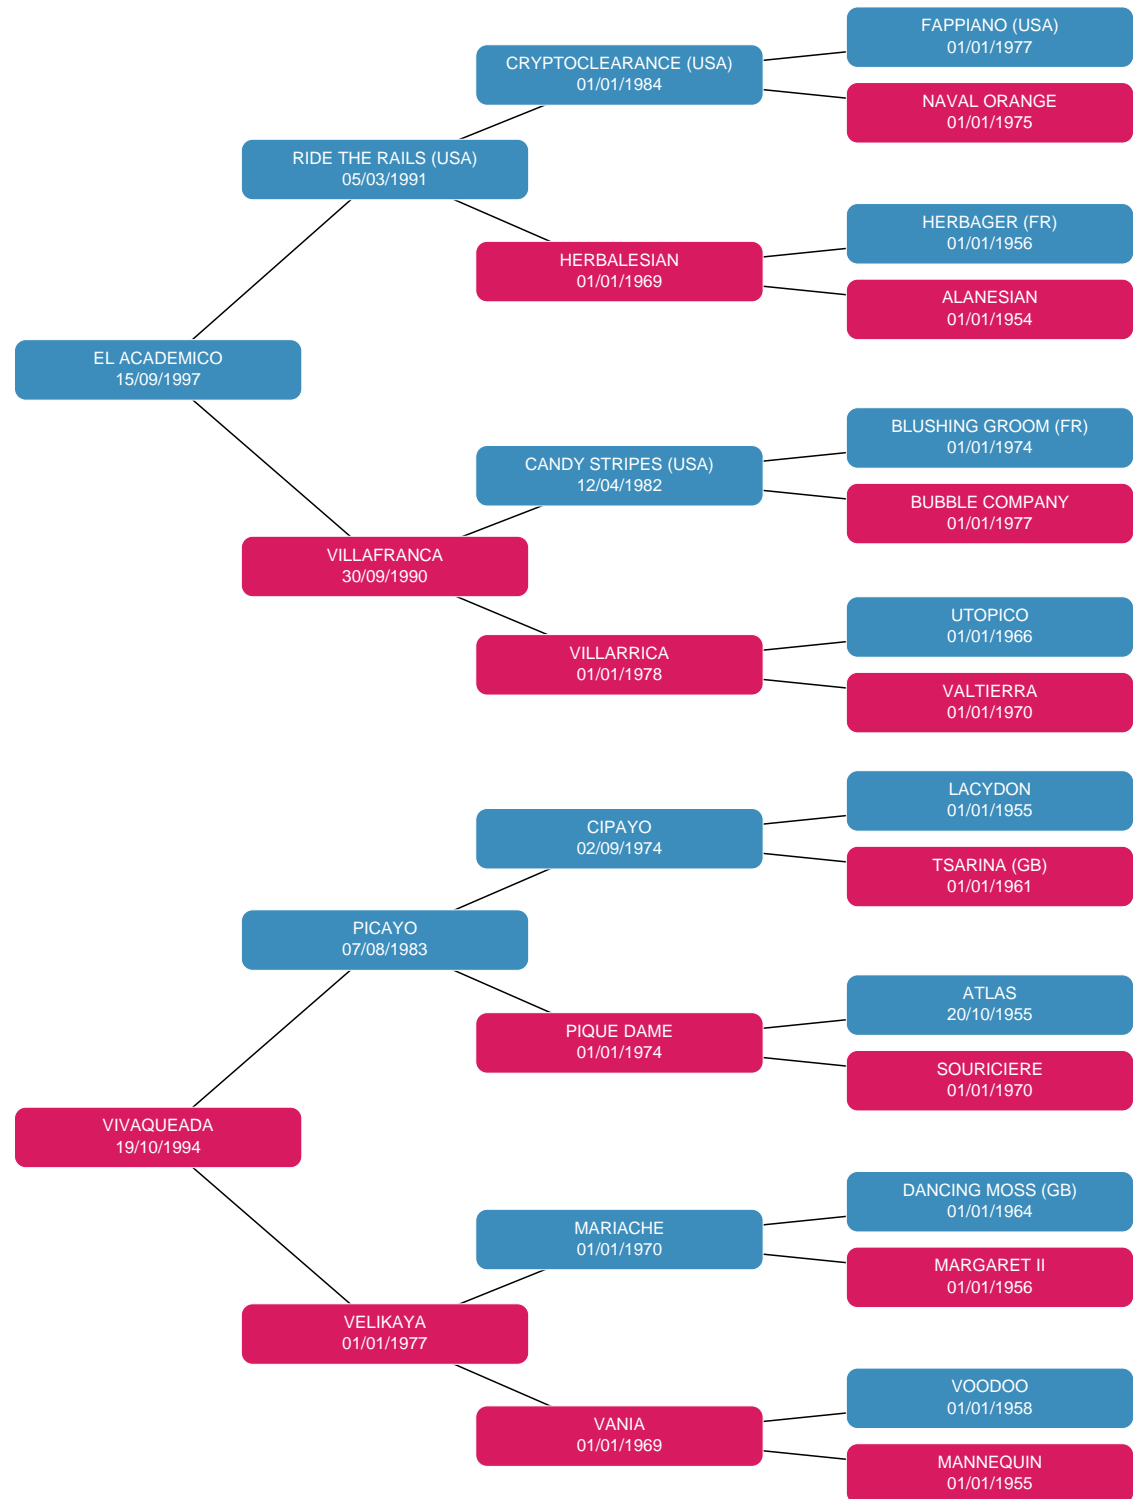 FAPPIANO (USA)
01/01/1977
CRYPTOCLEARANCE (USA)
01/01/1984
NAVAL ORANGE
01/01/1975
RIDE THE RAILS (USA)
05/03/1991
HERBAGER (FR)
01/01/1956
HERBALESIAN
01/01/1969
ALANESIAN
01/01/1954
EL ACADEMICO
15/09/1997
BLUSHING GROOM (FR)
01/01/1974
CANDY STRIPES (USA)
12/04/1982
BUBBLE COMPANY
01/01/1977
VILLAFRANCA
30/09/1990
UTOPICO
01/01/1966
VILLARRICA
01/01/1978
VALTIERRA
01/01/1970
LACYDON
01/01/1955
CIPAYO
02/09/1974
TSARINA (GB)
01/01/1961
PICAYO
07/08/1983
ATLAS
20/10/1955
PIQUE DAME
01/01/1974
SOURICIERE
01/01/1970
VIVAQUEADA
19/10/1994
DANCING MOSS (GB)
01/01/1964
MARIACHE
01/01/1970
MARGARET II
01/01/1956
VELIKAYA
01/01/1977
VOODOO
01/01/1958
VANIA
01/01/1969
MANNEQUIN
01/01/1955